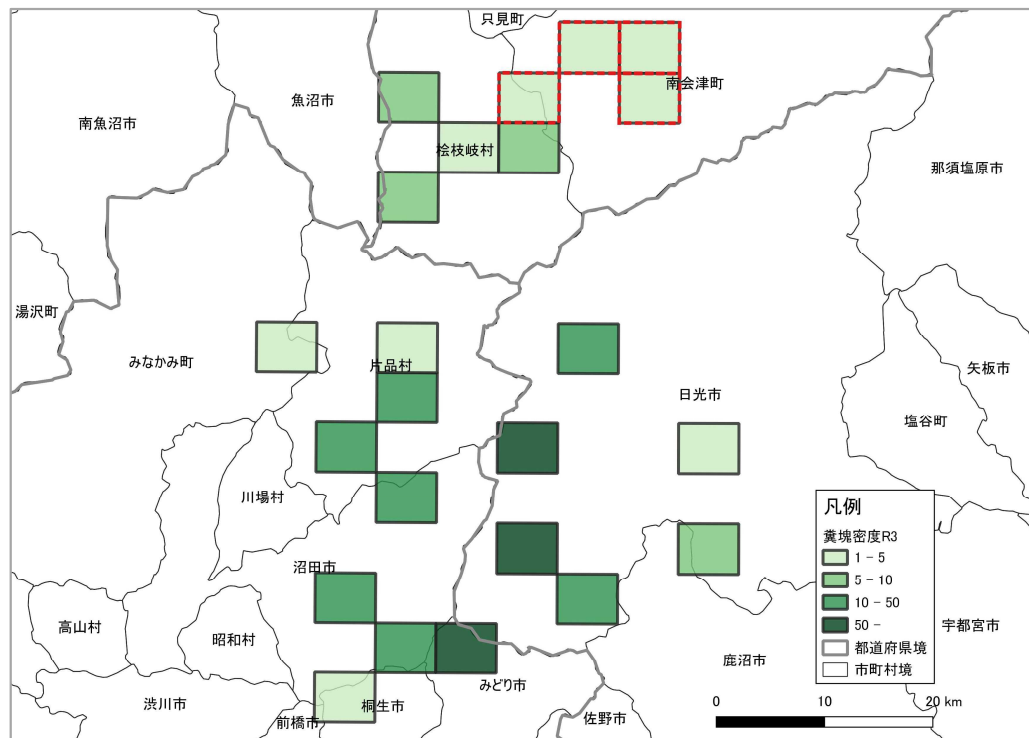 只見町
南会津町
魚沼市
南魚沼市
桧枝岐村
那須塩原市
湯沢町
みなかみ町
片品村
日光市
矢板市
塩谷町
川場村
沼田市
高山村
昭和村
宇都宮市
鹿沼市
みどり市
渋川市
前橋市
桐生市
佐野市
凡例
糞塊密度R3
1 - 5
5 - 10
10 - 50
50 -
都道府県境
市町村境
0 10 20 km